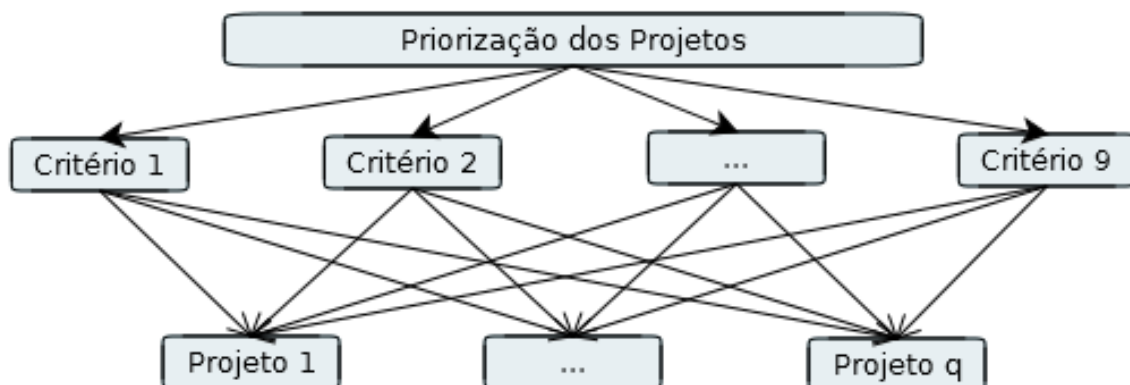 Priorização dos Projetos
Critério 1
Critério 2
...
Critério 9
Projeto 1
...
Projeto q